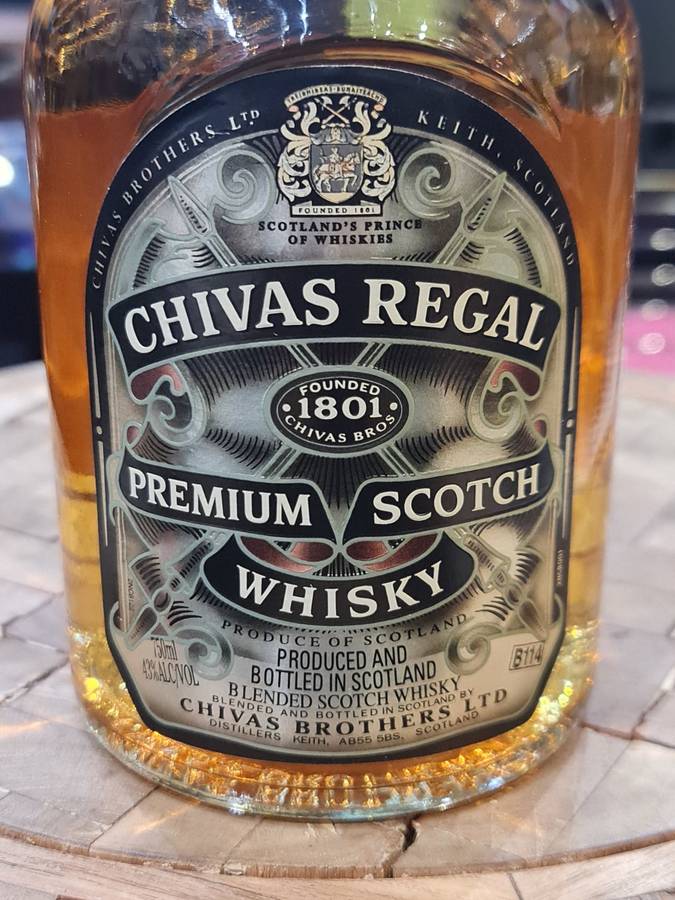 CHIVAS BROTHERS LTD
KEITH, SCOTLAND
FOUNDED 1801
SCOTLAND'S PRINCE
OF WHISKIES
CHIVAS REGAL
FOUNDED
1801
CHIVAS BROS
PREMIUM SCOTCH
WHISKY
PRODUCE OF SCOTLAND
750ml
43%ALC/VOL
PRODUCED AND
BOTTLED IN SCOTLAND
B114
BLENDED SCOTCH WHISKY
BLENDED AND BOTTLED IN SCOTLAND BY
CHIVAS BROTHERS LTD
DISTILLERS KEITH, AB55 5BS, SCOTLAND